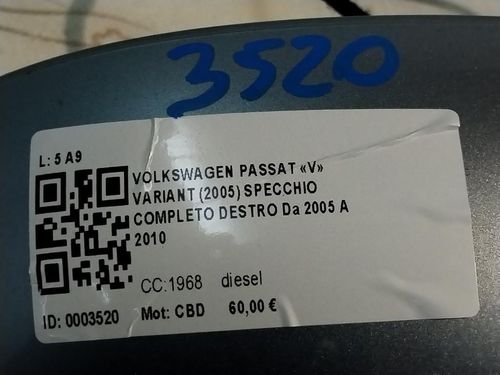 3520
L: 5 A9
VOLKSWAGEN PASSAT «V»
VARIANT (2005) SPECCHIO
COMPLETO DESTRO Da 2005 A
2010
CC:1968 diesel
ID: 0003520 Mot: CBD 60,00 €